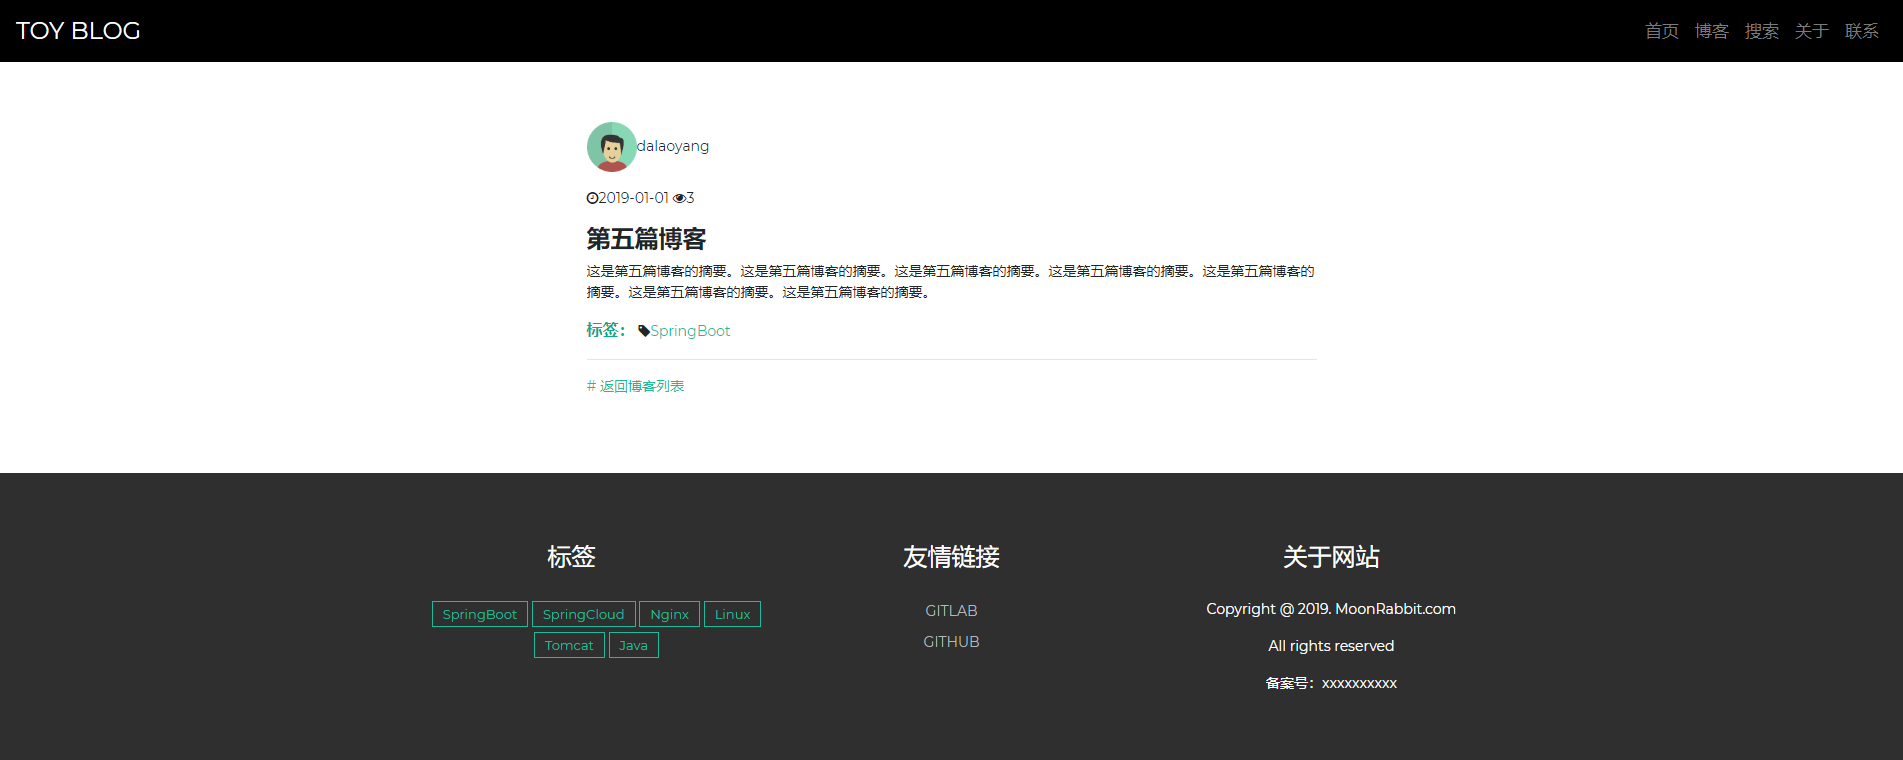 TOY BLOG
首页 博客 搜索 关于 联系
dalaoyang
2019-01-01 3
第五篇博客
这是第五篇博客的摘要。这是第五篇博客的摘要。这是第五篇博客的摘要。这是第五篇博客的摘要。这是第五篇博客的
摘要。这是第五篇博客的摘要。这是第五篇博客的摘要。
标签： SpringBoot
# 返回博客列表
标签
SpringBoot SpringCloud Nginx Linux
Tomcat Java
友情链接
GITLAB
GITHUB
关于网站
Copyright @ 2019. MoonRabbit.com
All rights reserved
备案号：xxxxxxxxxx